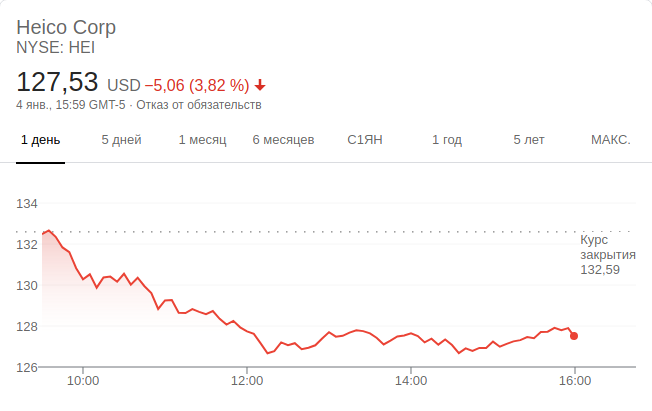 Heico Corp
NYSE: HEI
127,53 USD −5,06 (3,82 %)
4 янв., 15:59 GMT-5 · Отказ от обязательств
1 день 5 дней 1 месяц 6 месяцев С1ЯН 1 год 5 лет МАКС.
134
132
130
128
126
Курс
закрытия
132,59
10:00 12:00 14:00 16:00